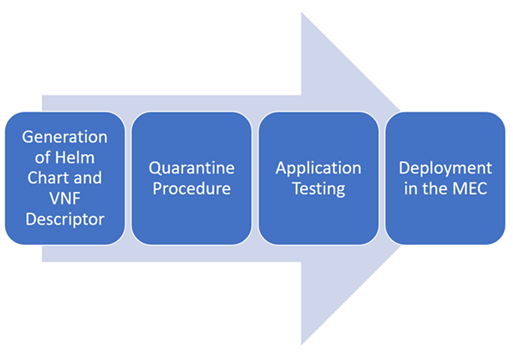 Generation
of Helm
Chart and
VNF
Descriptor
Quarantine
Procedure
Application
Testing
Deployment
in the MEC